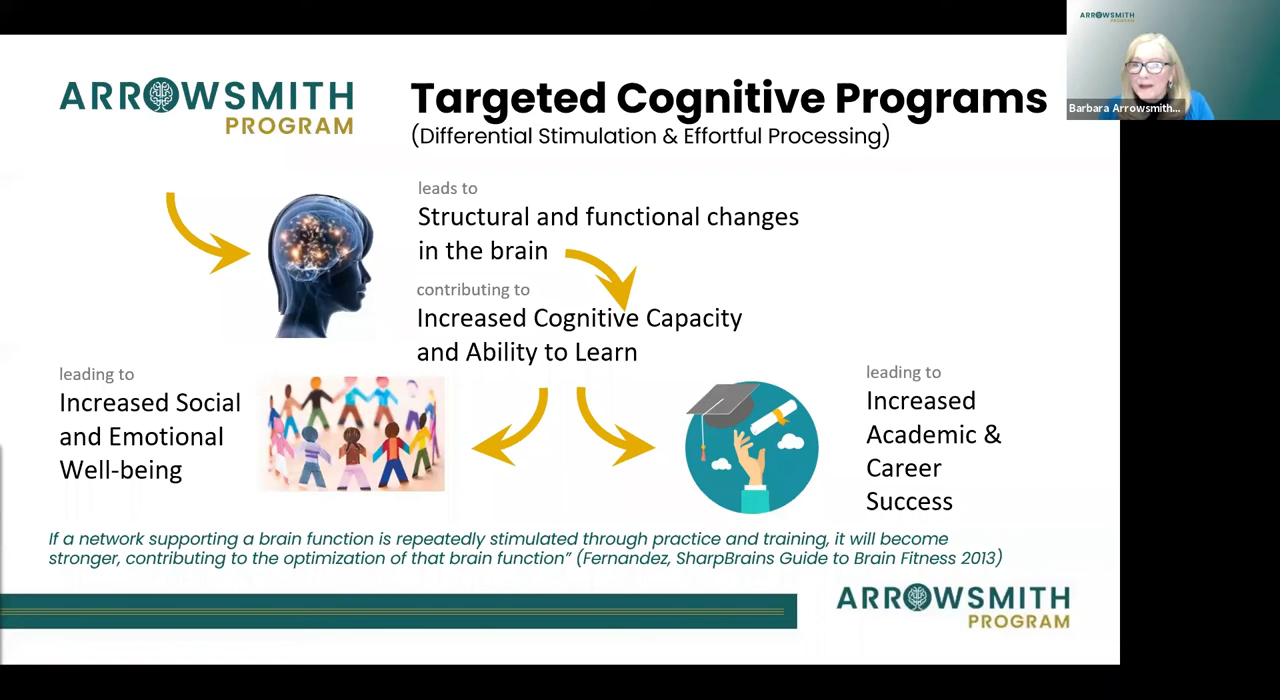 ARROWSMITH
PROGRAM
Targeted Cognitive Programs
(Differential Stimulation & Effortful Processing)
ARROWSMITH
PROGRAM
Barbara Arrowsmith...
leads to
Structural and functional changes
in the brain
contributing to
Increased Cognitive Capacity
and Ability to Learn
leading to
Increased Social
and Emotional
Well-being
leading to
Increased
Academic &
Career
Success
If a network supporting a brain function is repeatedly stimulated through practice and training, it will become
stronger, contributing to the optimization of that brain function” (Fernandez, SharpBrains Guide to Brain Fitness 2013)
ARROWSMITH
PROGRAM